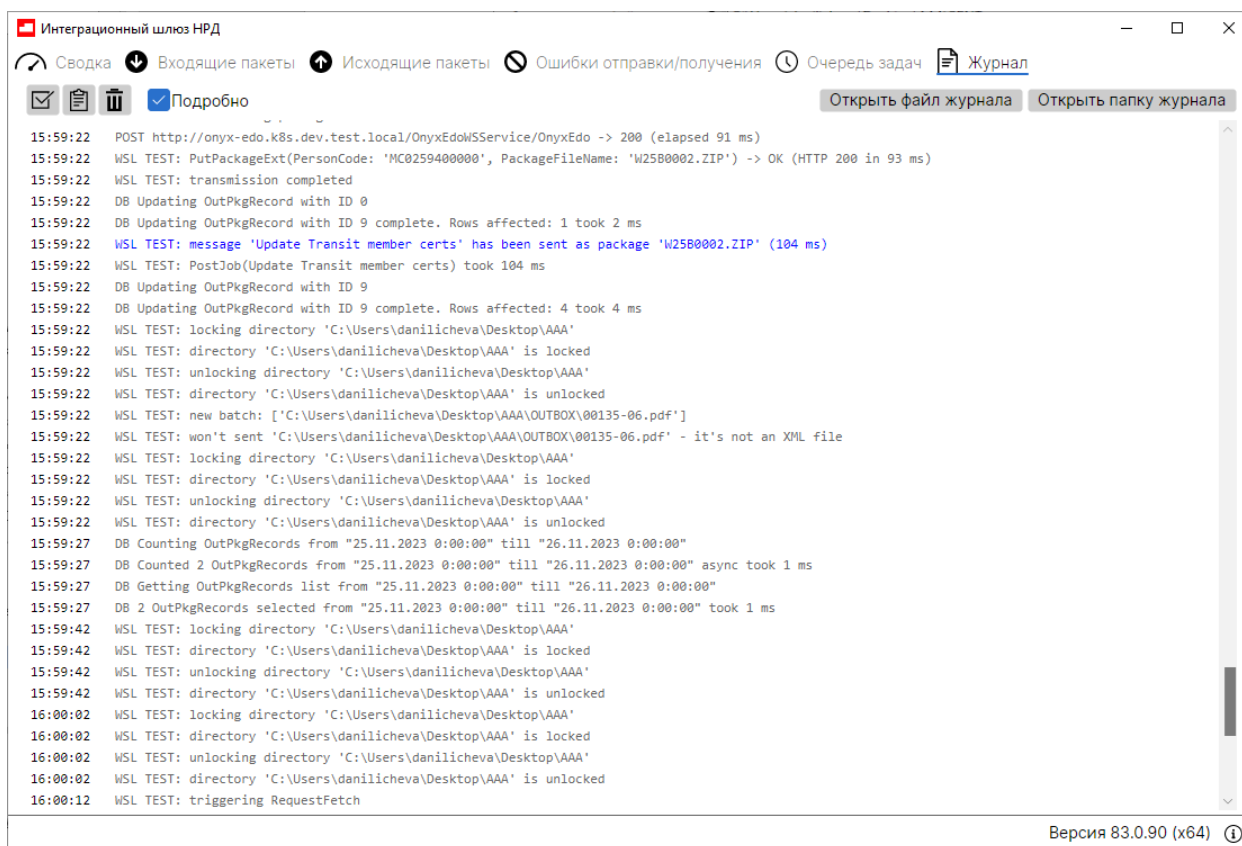 Интеграционный шлюз НРД
Сводка Входящие пакеты Исходящие пакеты Ошибки отправки/получения Очередь задач Журнал
Подробно Открыть файл журнала Открыть папку журнала
15:59:22 POST http://onyx-edo.k8s.dev.test.local/OnyxEdoWSService/OnyxEdo -> 200 (elapsed 91 ms)
15:59:22 WSL TEST: PutPackageExt(PersonCode: 'MC0259400000', PackageFileName: 'W25B0002.ZIP') -> OK (HTTP 200 in 93 ms)
15:59:22 WSL TEST: transmission completed
15:59:22 DB Updating OutPkgRecord with ID 0
15:59:22 DB Updating OutPkgRecord with ID 9 complete. Rows affected: 1 took 2 ms
15:59:22 WSL TEST: message 'Update Transit member certs' has been sent as package 'W25B0002.ZIP' (104 ms)
15:59:22 WSL TEST: PostJob(Update Transit member certs) took 104 ms
15:59:22 DB Updating OutPkgRecord with ID 9
15:59:22 DB Updating OutPkgRecord with ID 9 complete. Rows affected: 4 took 4 ms
15:59:22 WSL TEST: locking directory 'C:\Users\danilicheva\Desktop\AAA'
15:59:22 WSL TEST: directory 'C:\Users\danilicheva\Desktop\AAA' is locked
15:59:22 WSL TEST: unlocking directory 'C:\Users\danilicheva\Desktop\AAA'
15:59:22 WSL TEST: directory 'C:\Users\danilicheva\Desktop\AAA' is unlocked
15:59:22 WSL TEST: new batch: ['C:\Users\danilicheva\Desktop\AAA\OUTBOX\00135-06.pdf']
15:59:22 WSL TEST: won't sent 'C:\Users\danilicheva\Desktop\AAA\OUTBOX\00135-06.pdf' - it's not an XML file
15:59:22 WSL TEST: locking directory 'C:\Users\danilicheva\Desktop\AAA'
15:59:22 WSL TEST: directory 'C:\Users\danilicheva\Desktop\AAA' is locked
15:59:22 WSL TEST: unlocking directory 'C:\Users\danilicheva\Desktop\AAA'
15:59:22 WSL TEST: directory 'C:\Users\danilicheva\Desktop\AAA' is unlocked
15:59:27 DB Counting OutPkgRecords from "25.11.2023 0:00:00" till "26.11.2023 0:00:00"
15:59:27 DB Counted 2 OutPkgRecords from "25.11.2023 0:00:00" till "26.11.2023 0:00:00" async took 1 ms
15:59:27 DB Getting OutPkgRecords list from "25.11.2023 0:00:00" till "26.11.2023 0:00:00"
15:59:27 DB 2 OutPkgRecords selected from "25.11.2023 0:00:00" till "26.11.2023 0:00:00" took 1 ms
15:59:42 WSL TEST: locking directory 'C:\Users\danilicheva\Desktop\AAA'
15:59:42 WSL TEST: directory 'C:\Users\danilicheva\Desktop\AAA' is locked
15:59:42 WSL TEST: unlocking directory 'C:\Users\danilicheva\Desktop\AAA'
15:59:42 WSL TEST: directory 'C:\Users\danilicheva\Desktop\AAA' is unlocked
16:00:02 WSL TEST: locking directory 'C:\Users\danilicheva\Desktop\AAA'
16:00:02 WSL TEST: directory 'C:\Users\danilicheva\Desktop\AAA' is locked
16:00:02 WSL TEST: unlocking directory 'C:\Users\danilicheva\Desktop\AAA'
16:00:02 WSL TEST: directory 'C:\Users\danilicheva\Desktop\AAA' is unlocked
16:00:12 WSL TEST: triggering RequestFetch
Версия 83.0.90 (x64)